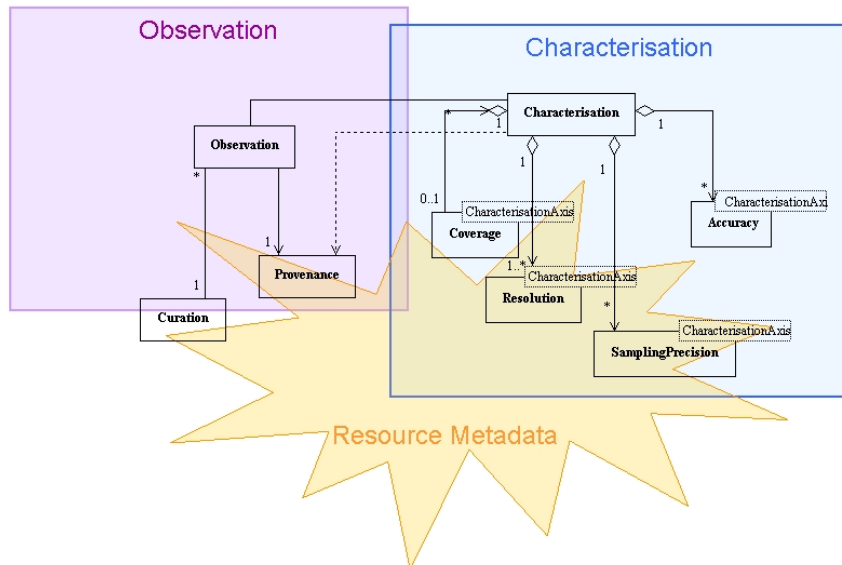 Observation
Characterisation
Characterisation
*
1
1
1
1
Observation
*
*
0..1
CharacterisationAxis
CharacterisationAxi
Coverage
Accuracy
1
1..*
CharacterisationAxis
Provenance
Resolution
1
*
Curation
CharacterisationAxis
SamplingPrecision
Resource Metadata